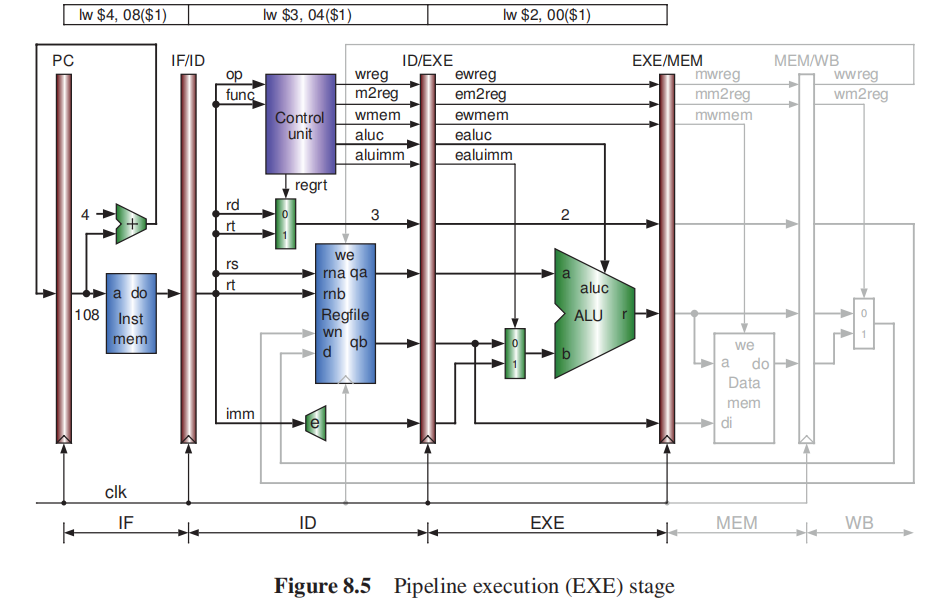 lw $4, 08($1) lw $3, 04($1) lw $2, 00($1)
PC IF/ID ID/EXE EXE/MEM MEM/WB
op wreg ewreg mwreg wwreg
func m2reg em2reg mm2reg wm2reg
Control unit
wmem ewmem mwmem
aluc ealuc
aluimm ealuimm
regrt
4 +
rd 0 3 2
rt 1
we
rs rna qa a
rt rnb
aluc
108
a do
Inst
mem
Regfile
ALU r
wn qb
d
0
1
b
0
1
we
a do
Data
mem
di
imm e
clk
IF ID EXE MEM WB
Figure 8.5 Pipeline execution (EXE) stage